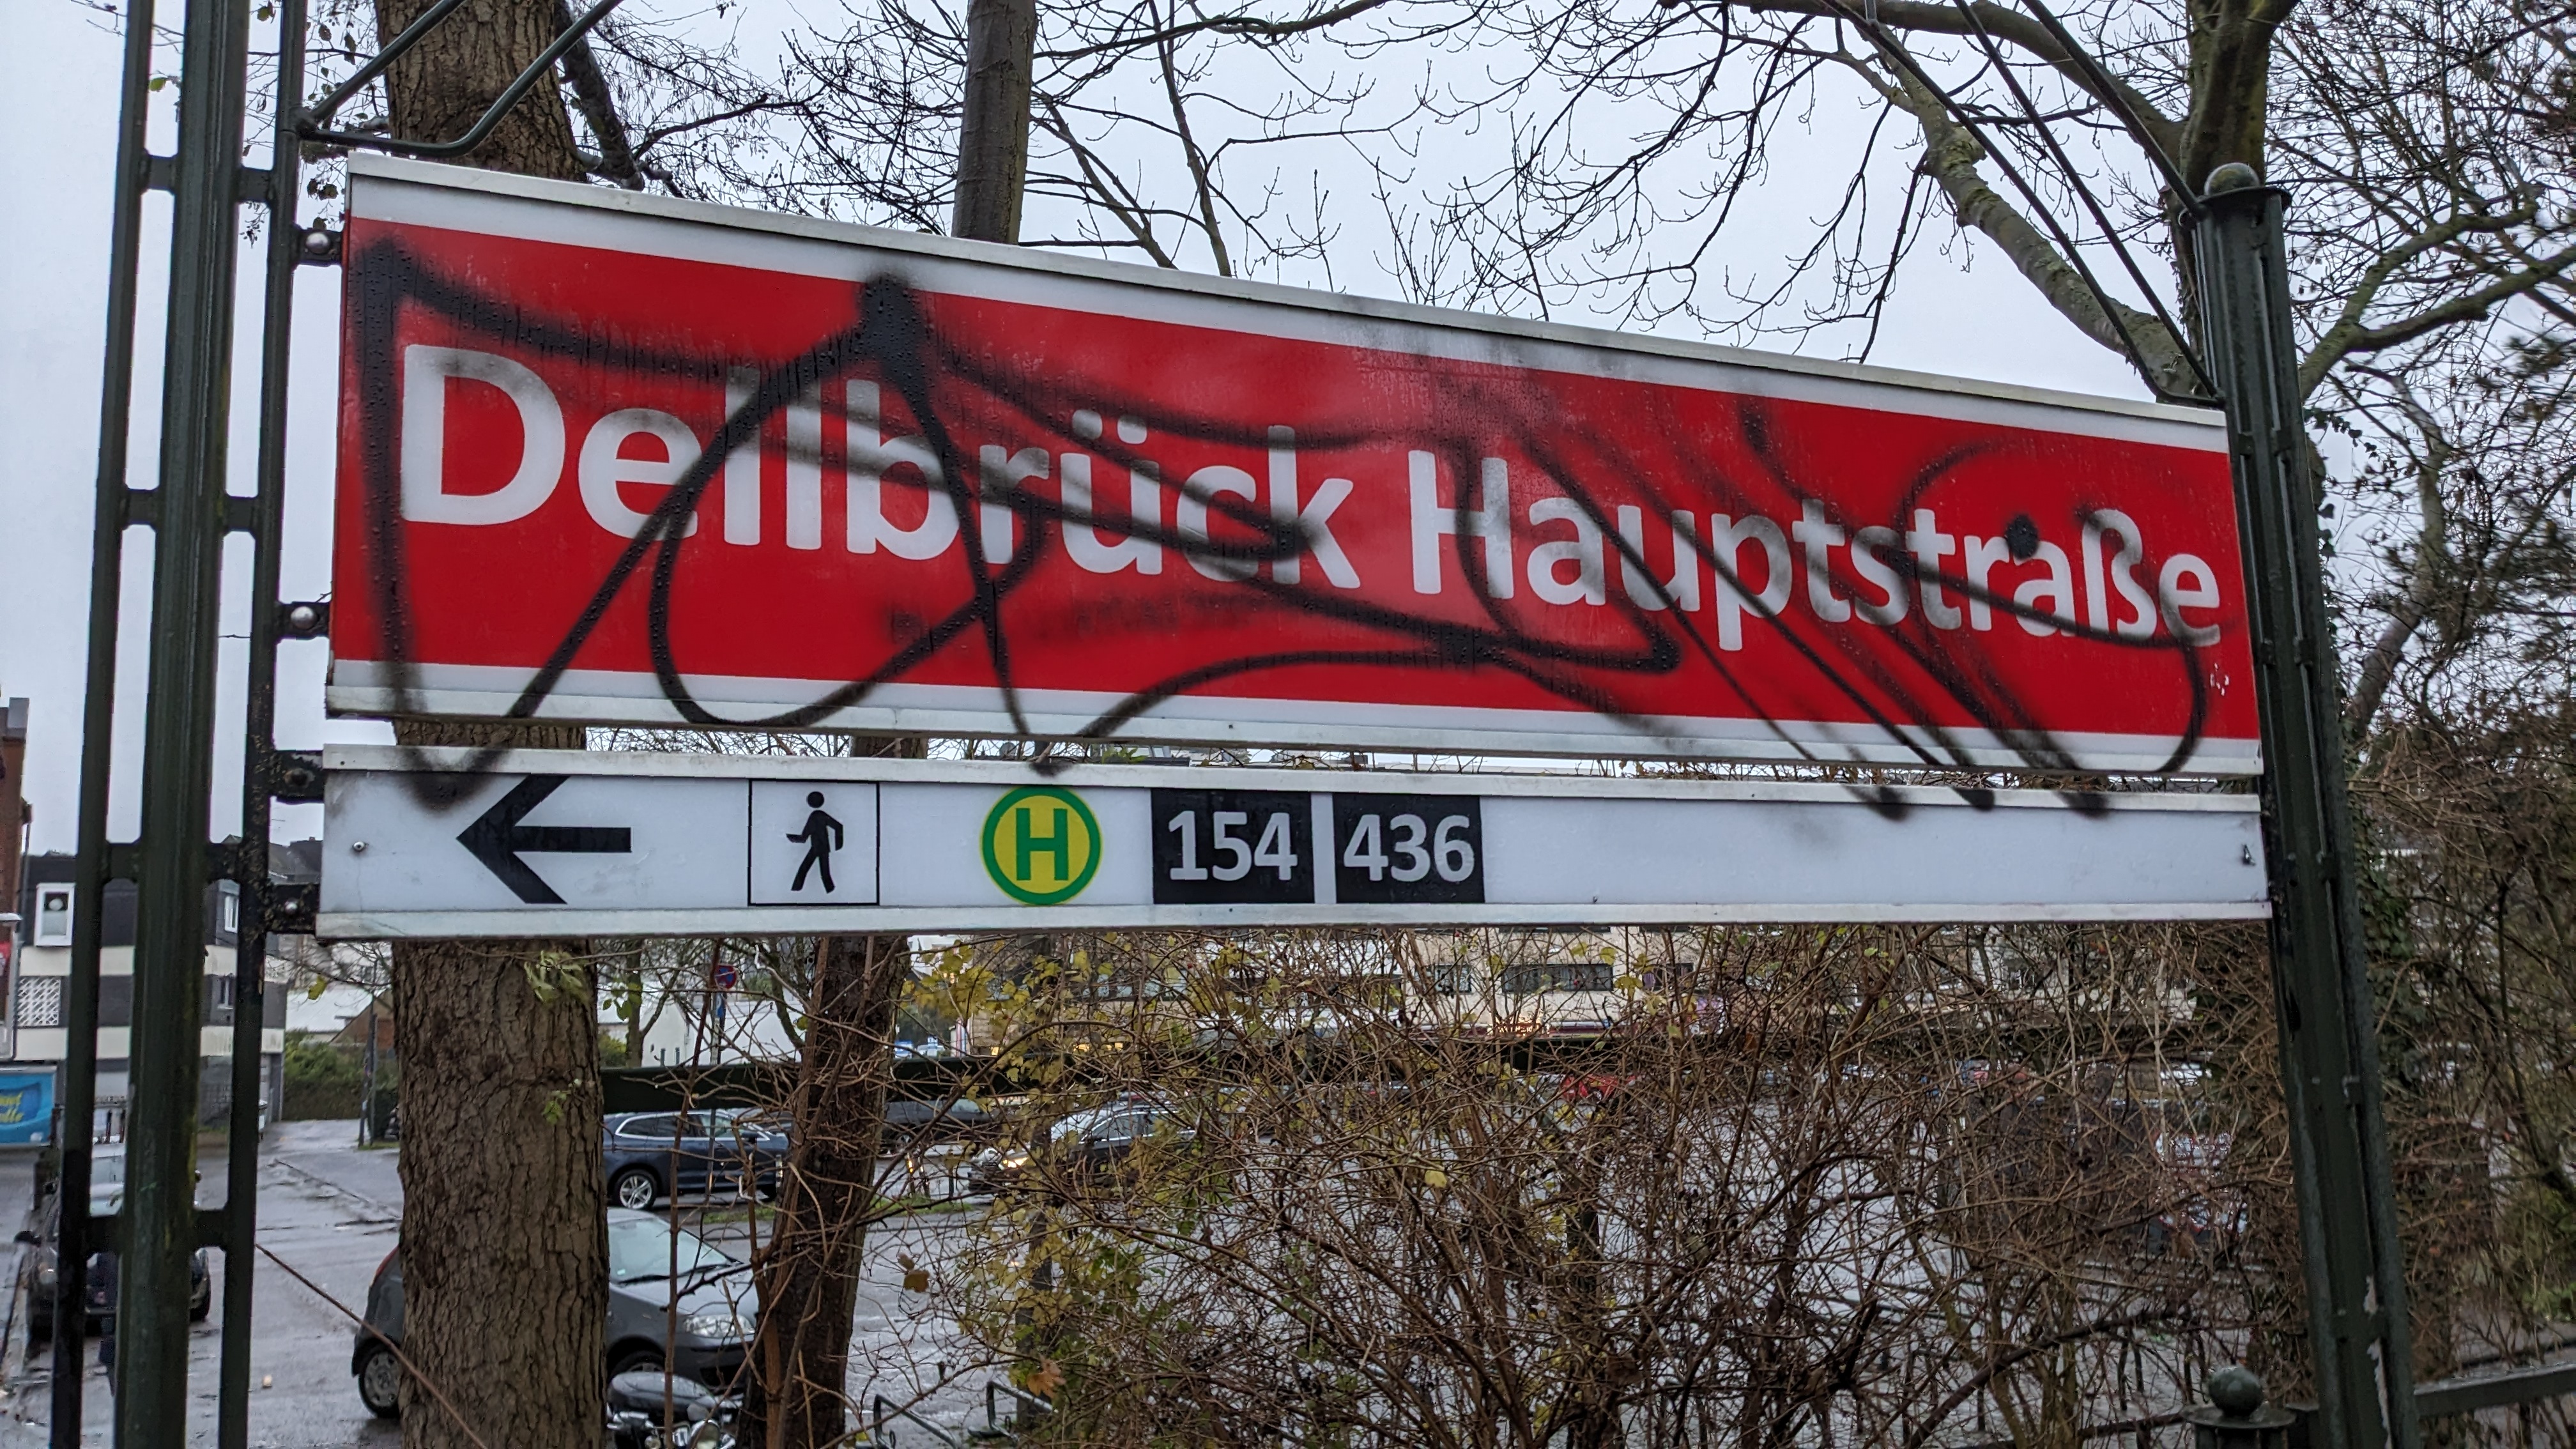 Dellbrück Hauptstraße
H 154 436